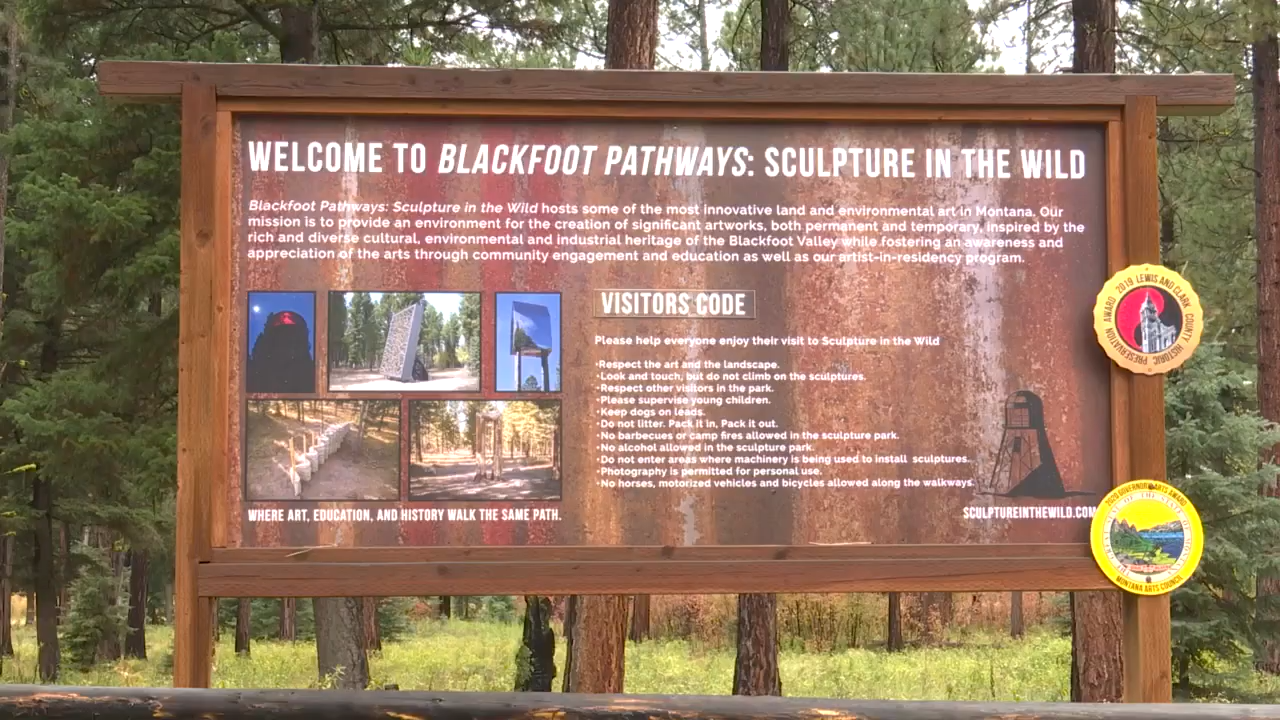 WELCOME TO BLACKFOOT PATHWAYS: SCULPTURE IN THE WILD
Blackfoot Pathways: Sculpture in the Wild hosts some of the most innovative land and environmental art in Montana. Our
mission is to provide an environment for the creation of significant artworks, both permanent and temporary, inspired by the
rich and diverse cultural, environmental and industrial heritage of the Blackfoot Valley while fostering an awareness and
appreciation of the arts through community engagement and education as well as our artist-in-residency program.
VISITORS CODE
Please help everyone enjoy their visit to Sculpture in the Wild
•Respect the art and the landscape.
•Look and touch, but do not climb on the sculptures.
•Respect other visitors in the park.
•Please supervise young children.
•Keep dogs on leads.
•Do not litter. Pack it in, Pack it out.
•No barbecues or camp fires allowed in the sculpture park.
•No alcohol allowed in the sculpture park.
•Do not enter areas where machinery is being used to install sculptures.
•Photography is permitted for personal use.
•No horses, motorized vehicles and bicycles allowed along the walkways.
WHERE ART, EDUCATION, AND HISTORY WALK THE SAME PATH.
SCULPTUREINTHEWILD.COM
2019 LEWIS AND CLARK COUNTY HISTORIC PRESERVATION AWARD
2020 GOVERNOR'S ARTS AWARD
MONTANA ARTS COUNCIL